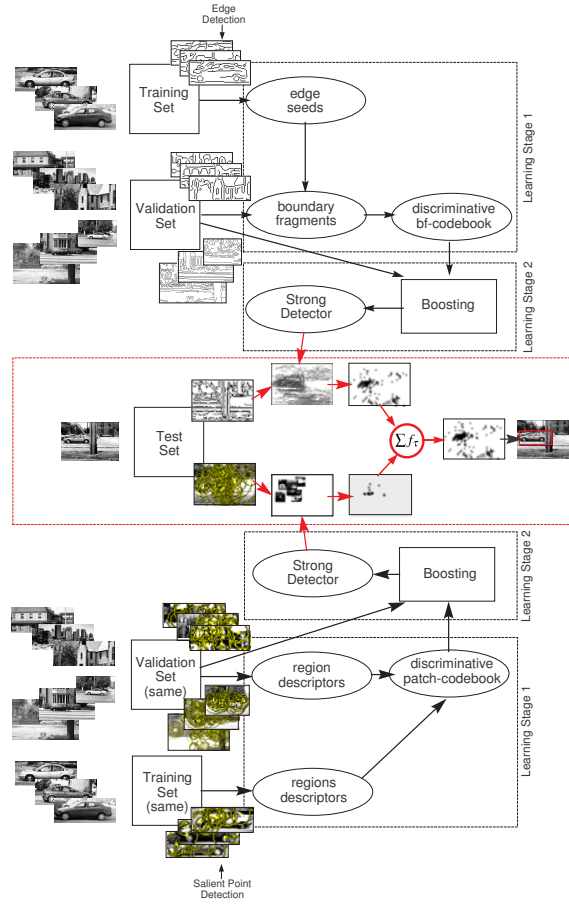 Edge
Detection
Training
Set
edge
seeds
Learning Stage 1
Validation
Set
boundary
fragments
discriminative
bf-codebook
Learning Stage 2
Strong
Detector
Boosting
Test
Set
Σfτ
Strong
Detector
Boosting
Learning Stage 2
Validation
Set
(same)
region
descriptors
discriminative
patch-codebook
Learning Stage 1
Training
Set
(same)
regions
descriptors
Salient Point
Detection